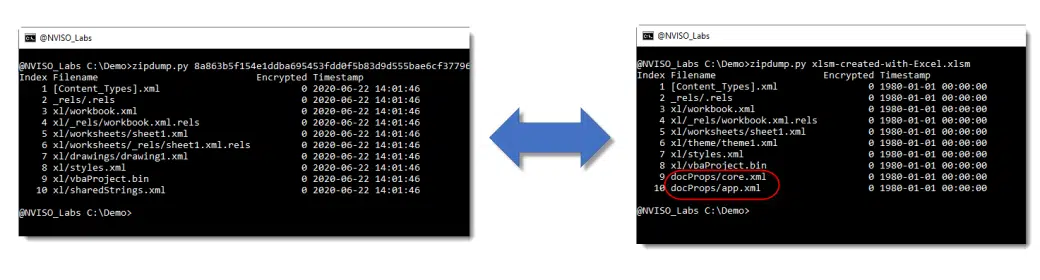 @NVISO_Labs
@NVISO_Labs C:\Demo>zipdump.py 8a863b5f154e1ddba695453fdd0f5b83d9d555bae6cf37796
Index Filename Encrypted Timestamp
1 [Content_Types].xml 0 2020-06-22 14:01:46
2 _rels/.rels 0 2020-06-22 14:01:46
3 xl/workbook.xml 0 2020-06-22 14:01:46
4 xl/_rels/workbook.xml.rels 0 2020-06-22 14:01:46
5 xl/worksheets/sheet1.xml 0 2020-06-22 14:01:46
6 xl/worksheets/_rels/sheet1.xml.rels 0 2020-06-22 14:01:46
7 xl/drawings/drawing1.xml 0 2020-06-22 14:01:46
8 xl/styles.xml 0 2020-06-22 14:01:46
9 xl/vbaProject.bin 0 2020-06-22 14:01:46
10 xl/sharedStrings.xml 0 2020-06-22 14:01:46
@NVISO_Labs C:\Demo>
@NVISO_Labs
@NVISO_Labs C:\Demo>zipdump.py xlsm-created-with-Excel.xlsm
Index Filename Encrypted Timestamp
1 [Content_Types].xml 0 1980-01-01 00:00:00
2 _rels/.rels 0 1980-01-01 00:00:00
3 xl/workbook.xml 0 1980-01-01 00:00:00
4 xl/_rels/workbook.xml.rels 0 1980-01-01 00:00:00
5 xl/worksheets/sheet1.xml 0 1980-01-01 00:00:00
6 xl/theme/theme1.xml 0 1980-01-01 00:00:00
7 xl/styles.xml 0 1980-01-01 00:00:00
8 xl/vbaProject.bin 0 1980-01-01 00:00:00
9 docProps/core.xml 0 1980-01-01 00:00:00
10 docProps/app.xml 0 1980-01-01 00:00:00
@NVISO_Labs C:\Demo>